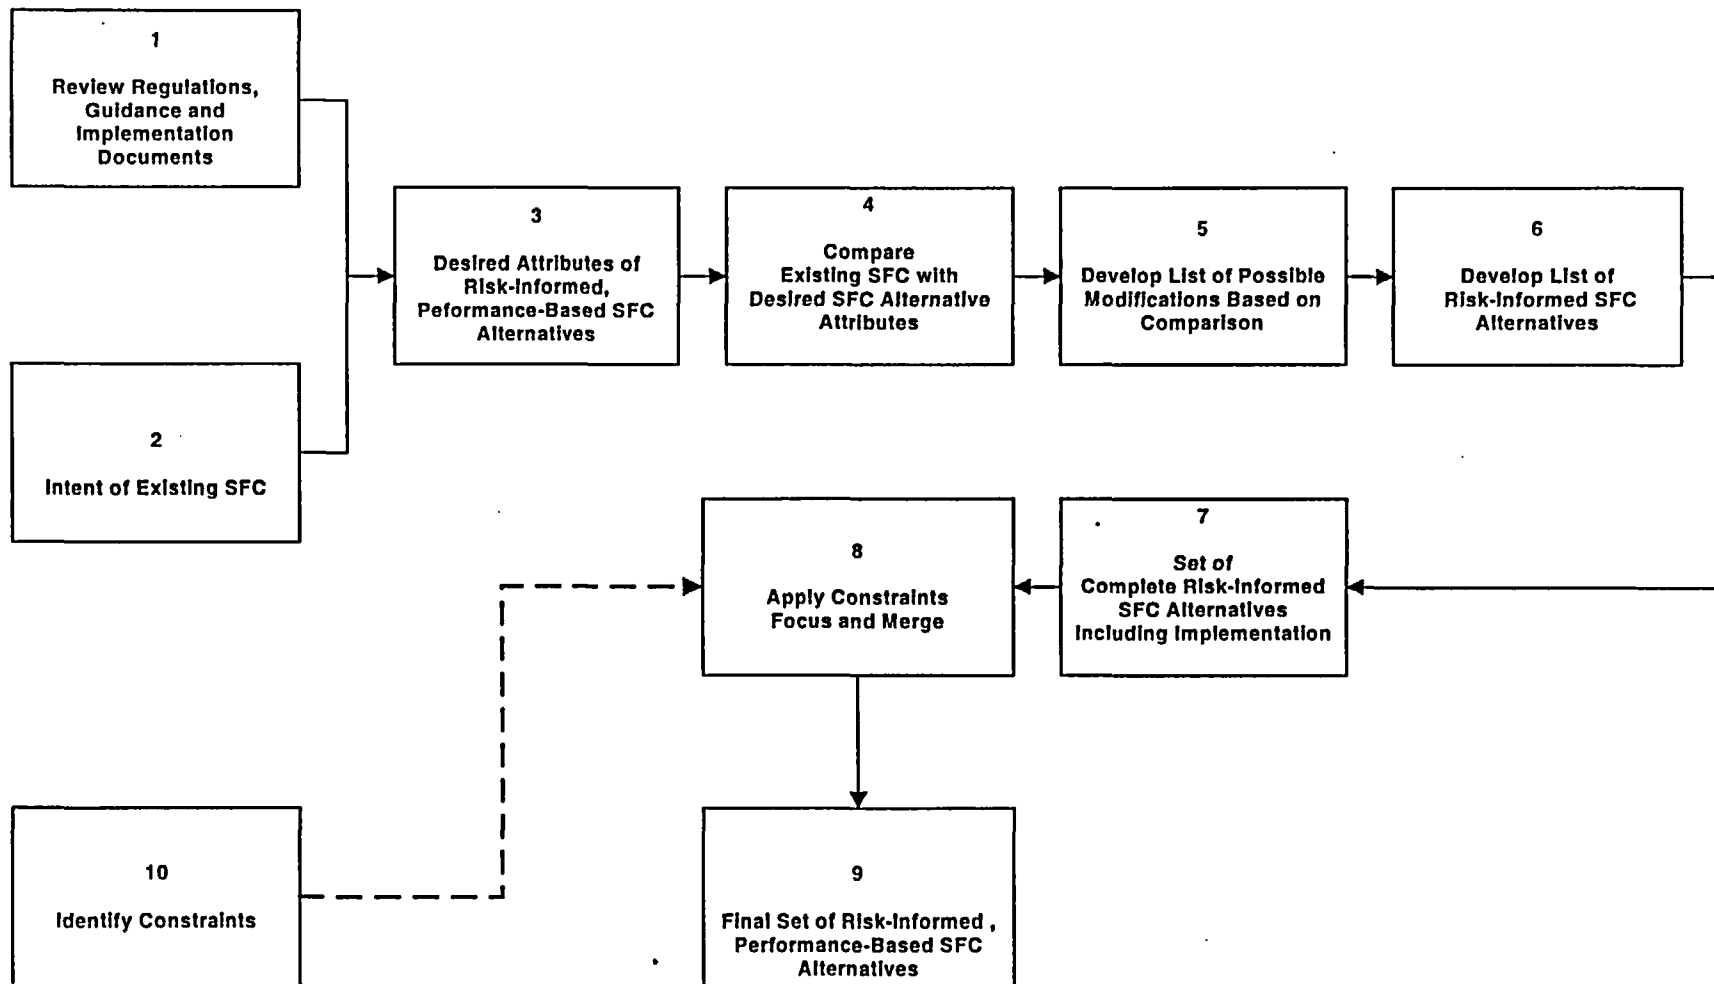 1
Review Regulations,
Guidance and
Implementation
Documents
2
Intent of Existing SFC
3
Desired Attributes of
Risk-Informed,
Peformance-Based SFC
Alternatives
4
Compare
Existing SFC with
Desired SFC Alternative
Attributes
5
Develop List of Possible
Modifications Based on
Comparison
6
Develop List of
Risk-Informed SFC
Alternatives
7
Set of
Complete Risk-Informed
SFC Alternatives
Including Implementation
8
Apply Constraints
Focus and Merge
9
Final Set of Risk-Informed ,
Performance-Based SFC
Alternatives
10
Identify Constraints